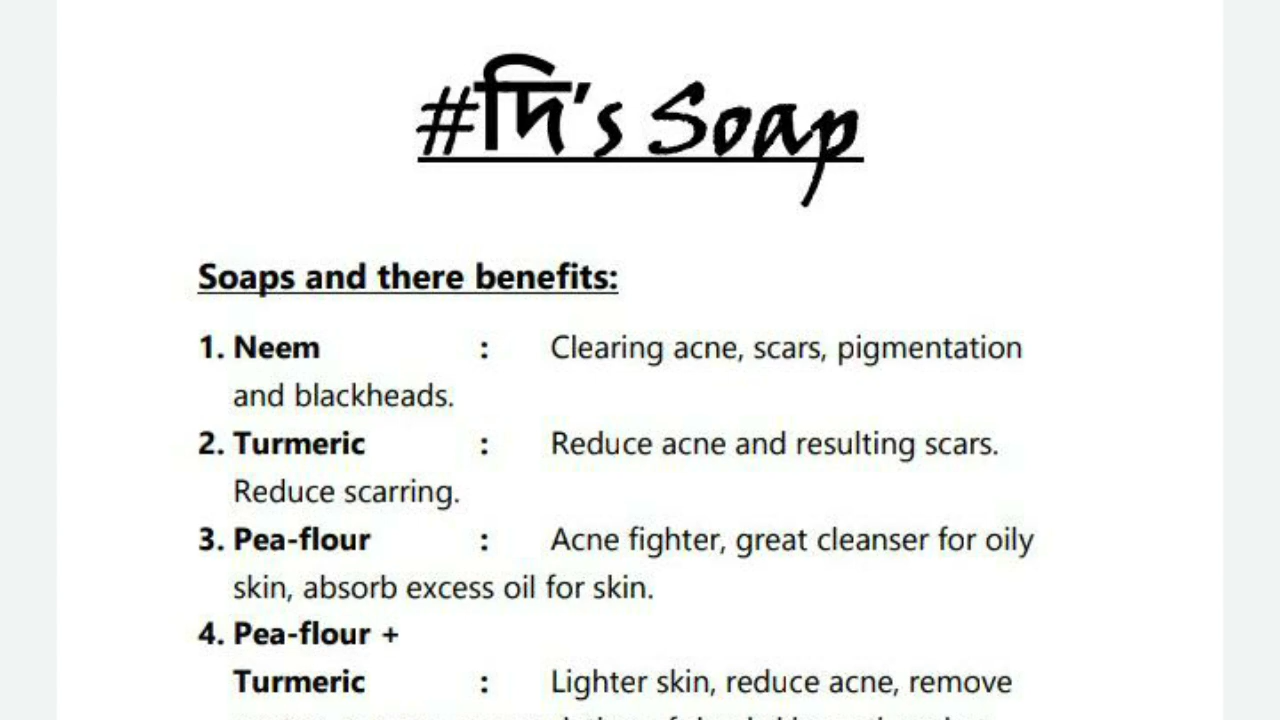 #দি's Soap
Soaps and there benefits:
1. Neem : Clearing acne, scars, pigmentation
and blackheads.
2. Turmeric : Reduce acne and resulting scars.
Reduce scarring.
3. Pea-flour : Acne fighter, great cleanser for oily
skin, absorb excess oil for skin.
4. Pea-flour +
Turmeric : Lighter skin, reduce acne, remove